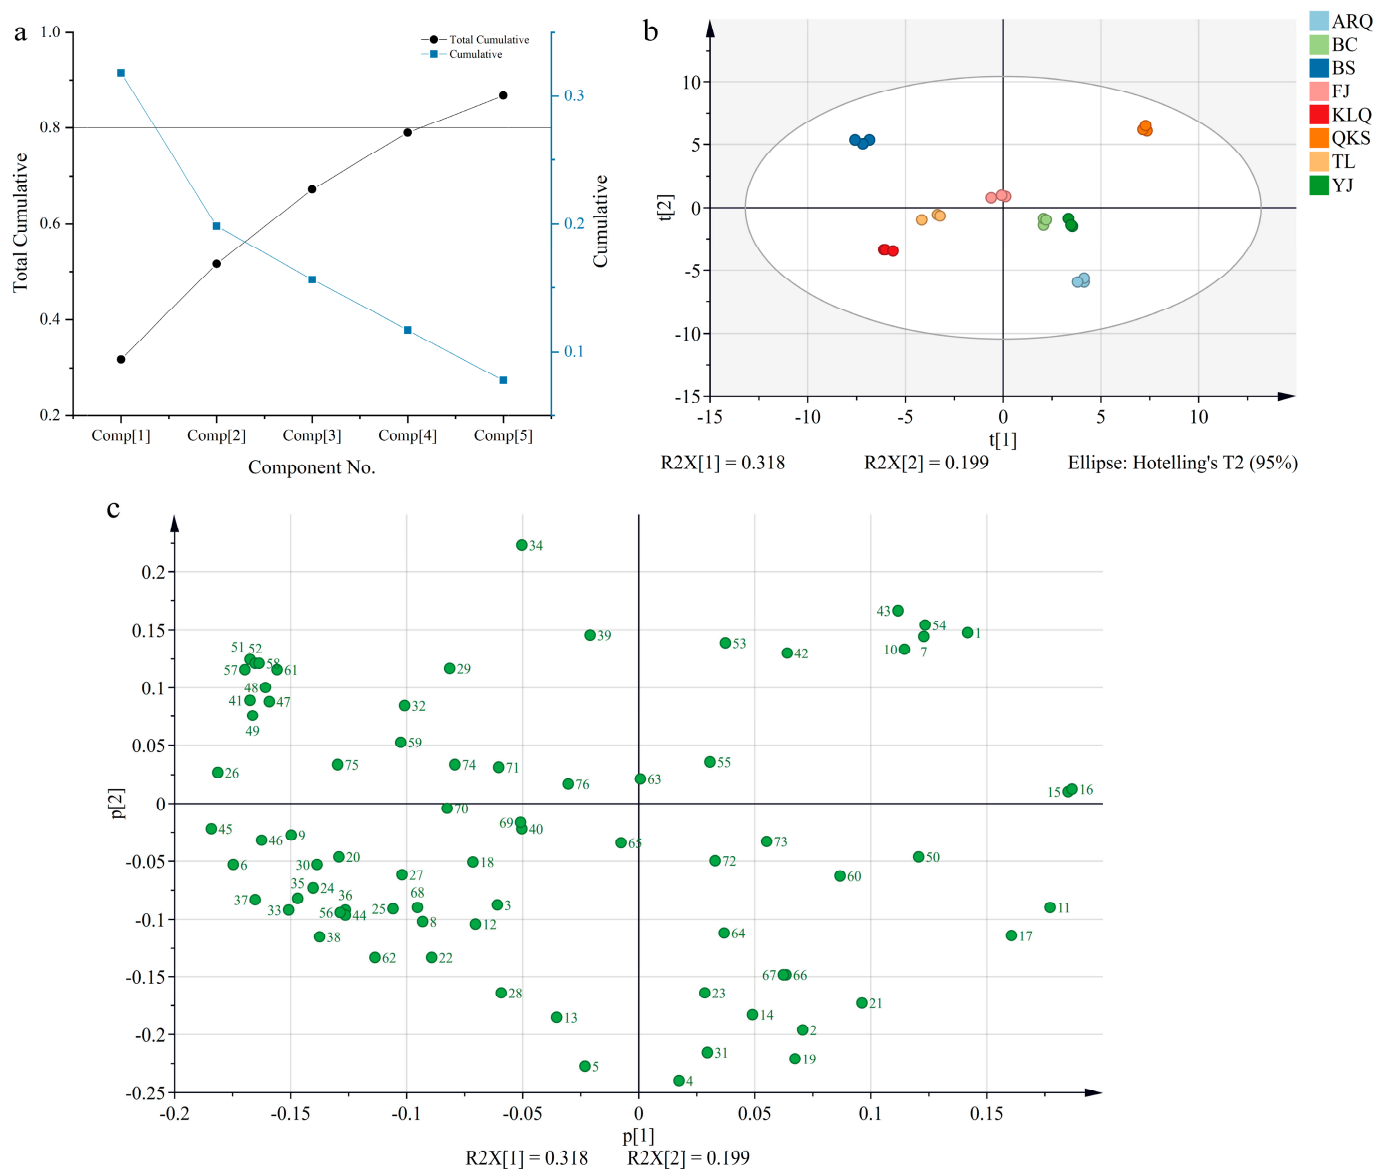 a
Total Cumulative
Cumulative
1.0
0.8
0.6
0.4
0.2
0.3
0.2
0.1
Total Cumulative
Cumulative
Comp[1] Comp[2] Comp[3] Comp[4] Comp[5]
Component No.
b
10
5
0
-5
-10
-15
t[2]
-15 -10 -5 0 5 10
t[1]
R2X[1] = 0.318 R2X[2] = 0.199 Ellipse: Hotelling's T2 (95%)
ARQ
BC
BS
FJ
KLQ
QKS
TL
YJ
c
0.2
0.15
0.1
0.05
0
-0.05
-0.1
-0.15
-0.2
-0.25
p[2]
34
43
54
1
39
53
10 7
42
51 52
57 58 61
29
48
41 47
32
49
59
75 74 71
55
26
76
63
15 16
70
45
69 40
46 9
65
73
20
50
6 30
18
72
27
60
35 24
37
36
68
3
33 56 44
25
11
8 12
64
38
17
62 22
67 66
28
23
21
13
14
2
31
19
5
4
-0.2 -0.15 -0.1 -0.05 0 0.05 0.1 0.15
p[1]
R2X[1] = 0.318 R2X[2] = 0.199